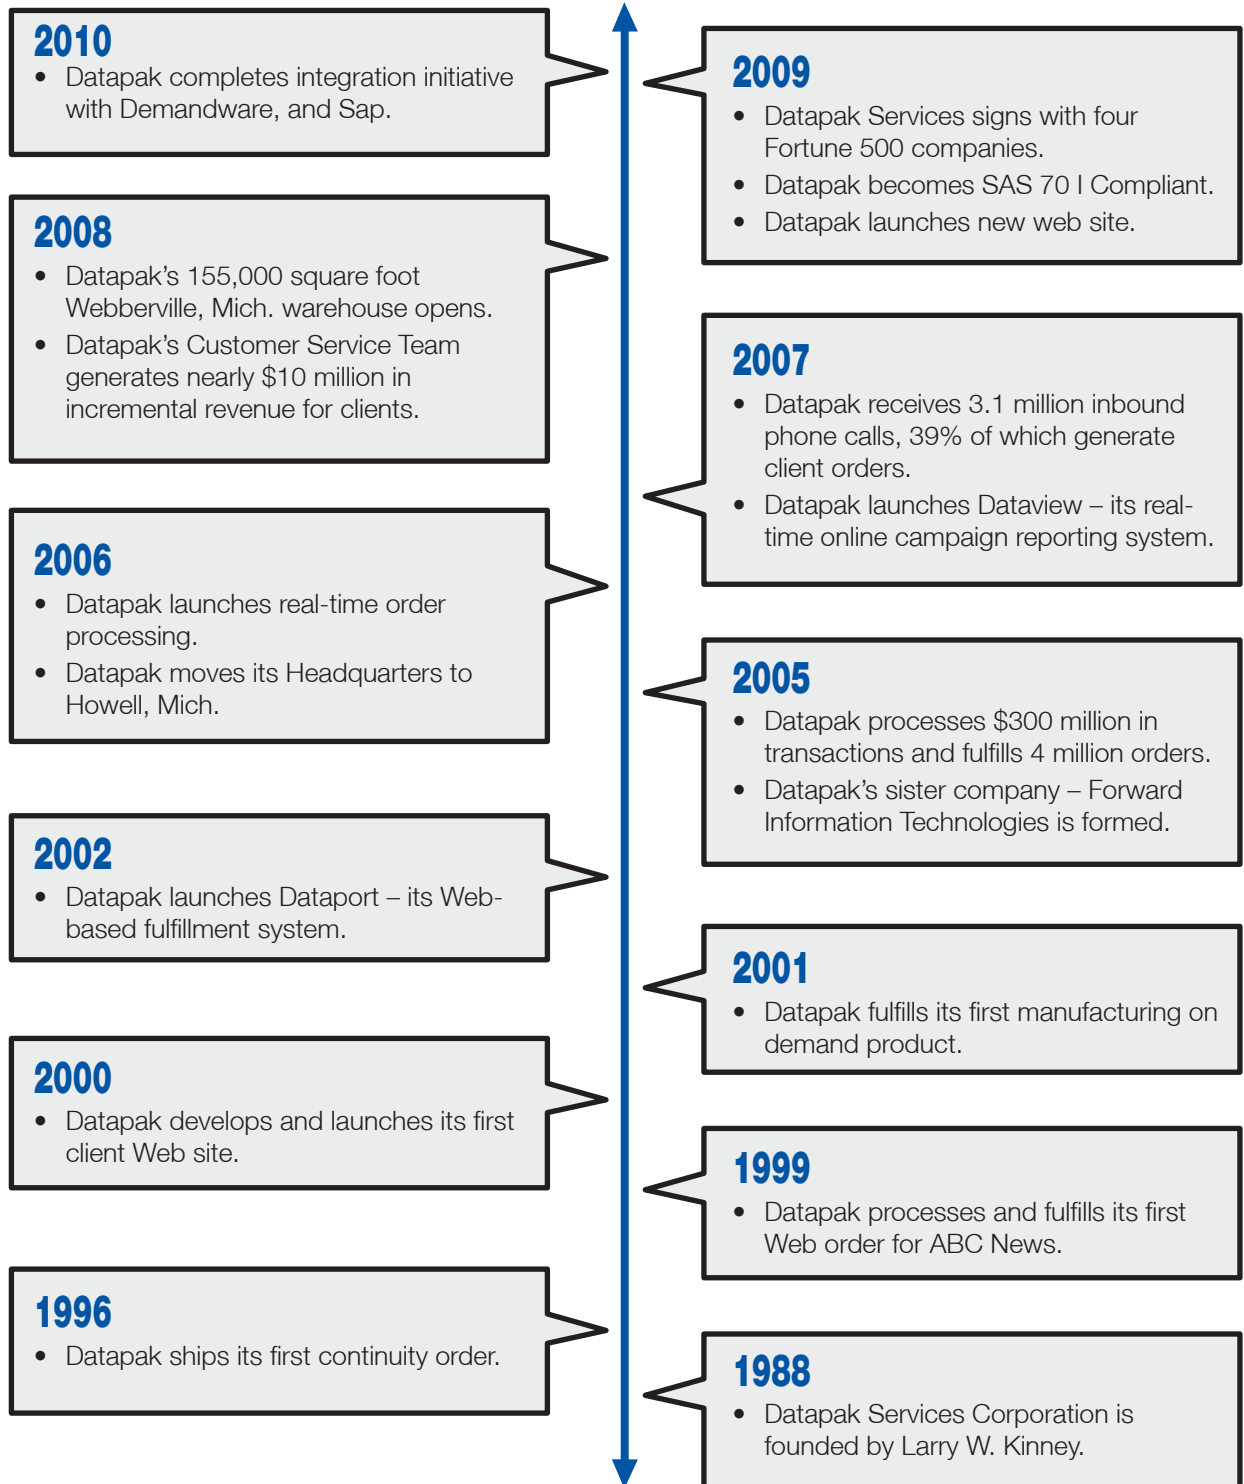 2010
• Datapak completes integration initiative
with Demandware, and Sap.
2009
• Datapak Services signs with four
Fortune 500 companies.
• Datapak becomes SAS 70 I Compliant.
• Datapak launches new web site.
2008
• Datapak’s 155,000 square foot
Webberville, Mich. warehouse opens.
• Datapak’s Customer Service Team
generates nearly $10 million in
incremental revenue for clients.
2007
• Datapak receives 3.1 million inbound
phone calls, 39% of which generate
client orders.
• Datapak launches Dataview – its real-
time online campaign reporting system.
2006
• Datapak launches real-time order
processing.
• Datapak moves its Headquarters to
Howell, Mich.
2005
• Datapak processes $300 million in
transactions and fulfills 4 million orders.
• Datapak’s sister company – Forward
Information Technologies is formed.
2002
• Datapak launches Dataport – its Web-
based fulfillment system.
2001
• Datapak fulfills its first manufacturing on
demand product.
2000
• Datapak develops and launches its first
client Web site.
1999
• Datapak processes and fulfills its first
Web order for ABC News.
1996
• Datapak ships its first continuity order.
1988
• Datapak Services Corporation is
founded by Larry W. Kinney.